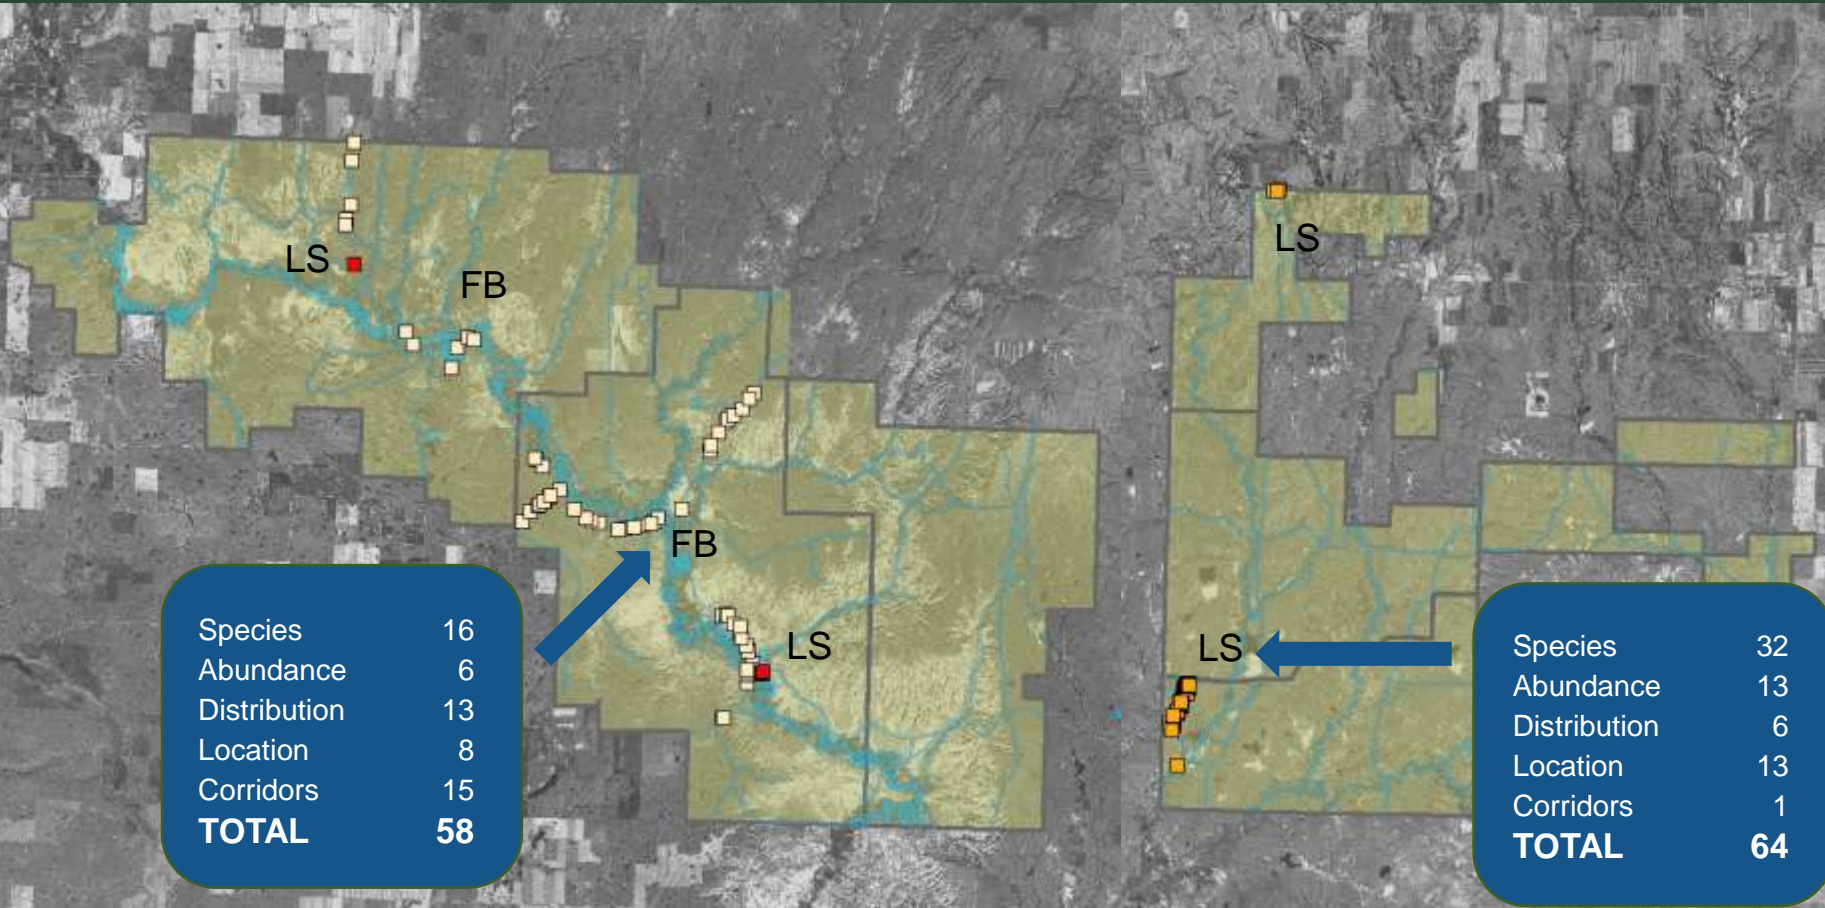 LS
FB
LS
FB
LS
LS
Species 16
Abundance 6
Distribution 13
Location 8
Corridors 15
TOTAL 58
Species 32
Abundance 13
Distribution 6
Location 13
Corridors 1
TOTAL 64